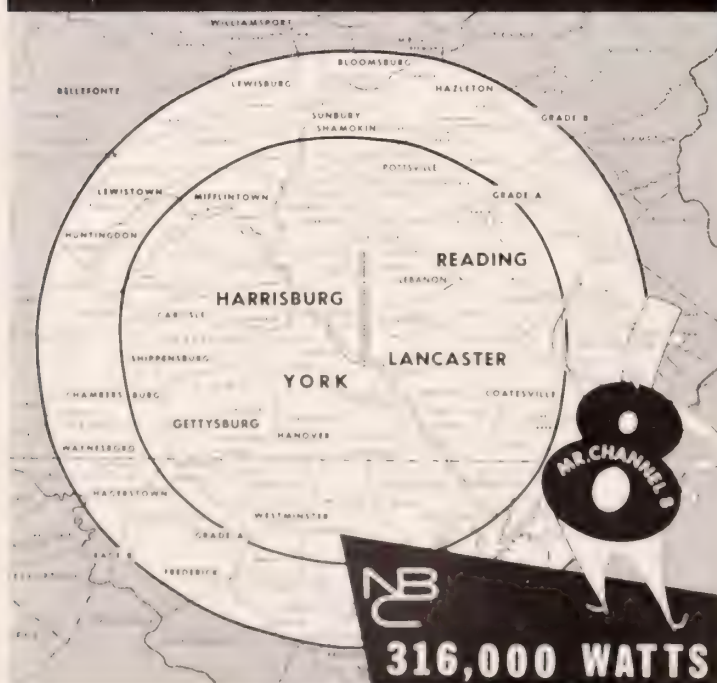 WILLIAMSPORT
BLOOMSBURG
BELLEFONTE
LEWISBURG
HAZLETON
GRADE B
SUNBURY
SHAMOKIN
POTTSVILLE
LEWISTOWN
MIFFLINTOWN
GRADE A
HUNTINGDON
READING
LEBANON
HARRISBURG
CARLISLE
SHIPPENSBURG
LANCASTER
YORK
CHAMBERSBURG
COATESVILLE
GETTYSBURG
HANOVER
WAYNESBORO
MR. CHANNEL 8
8
HAGERSTOWN
WESTMINSTER
GRADE A
GRADE B
FREDERICK
NBC
316,000 WATTS